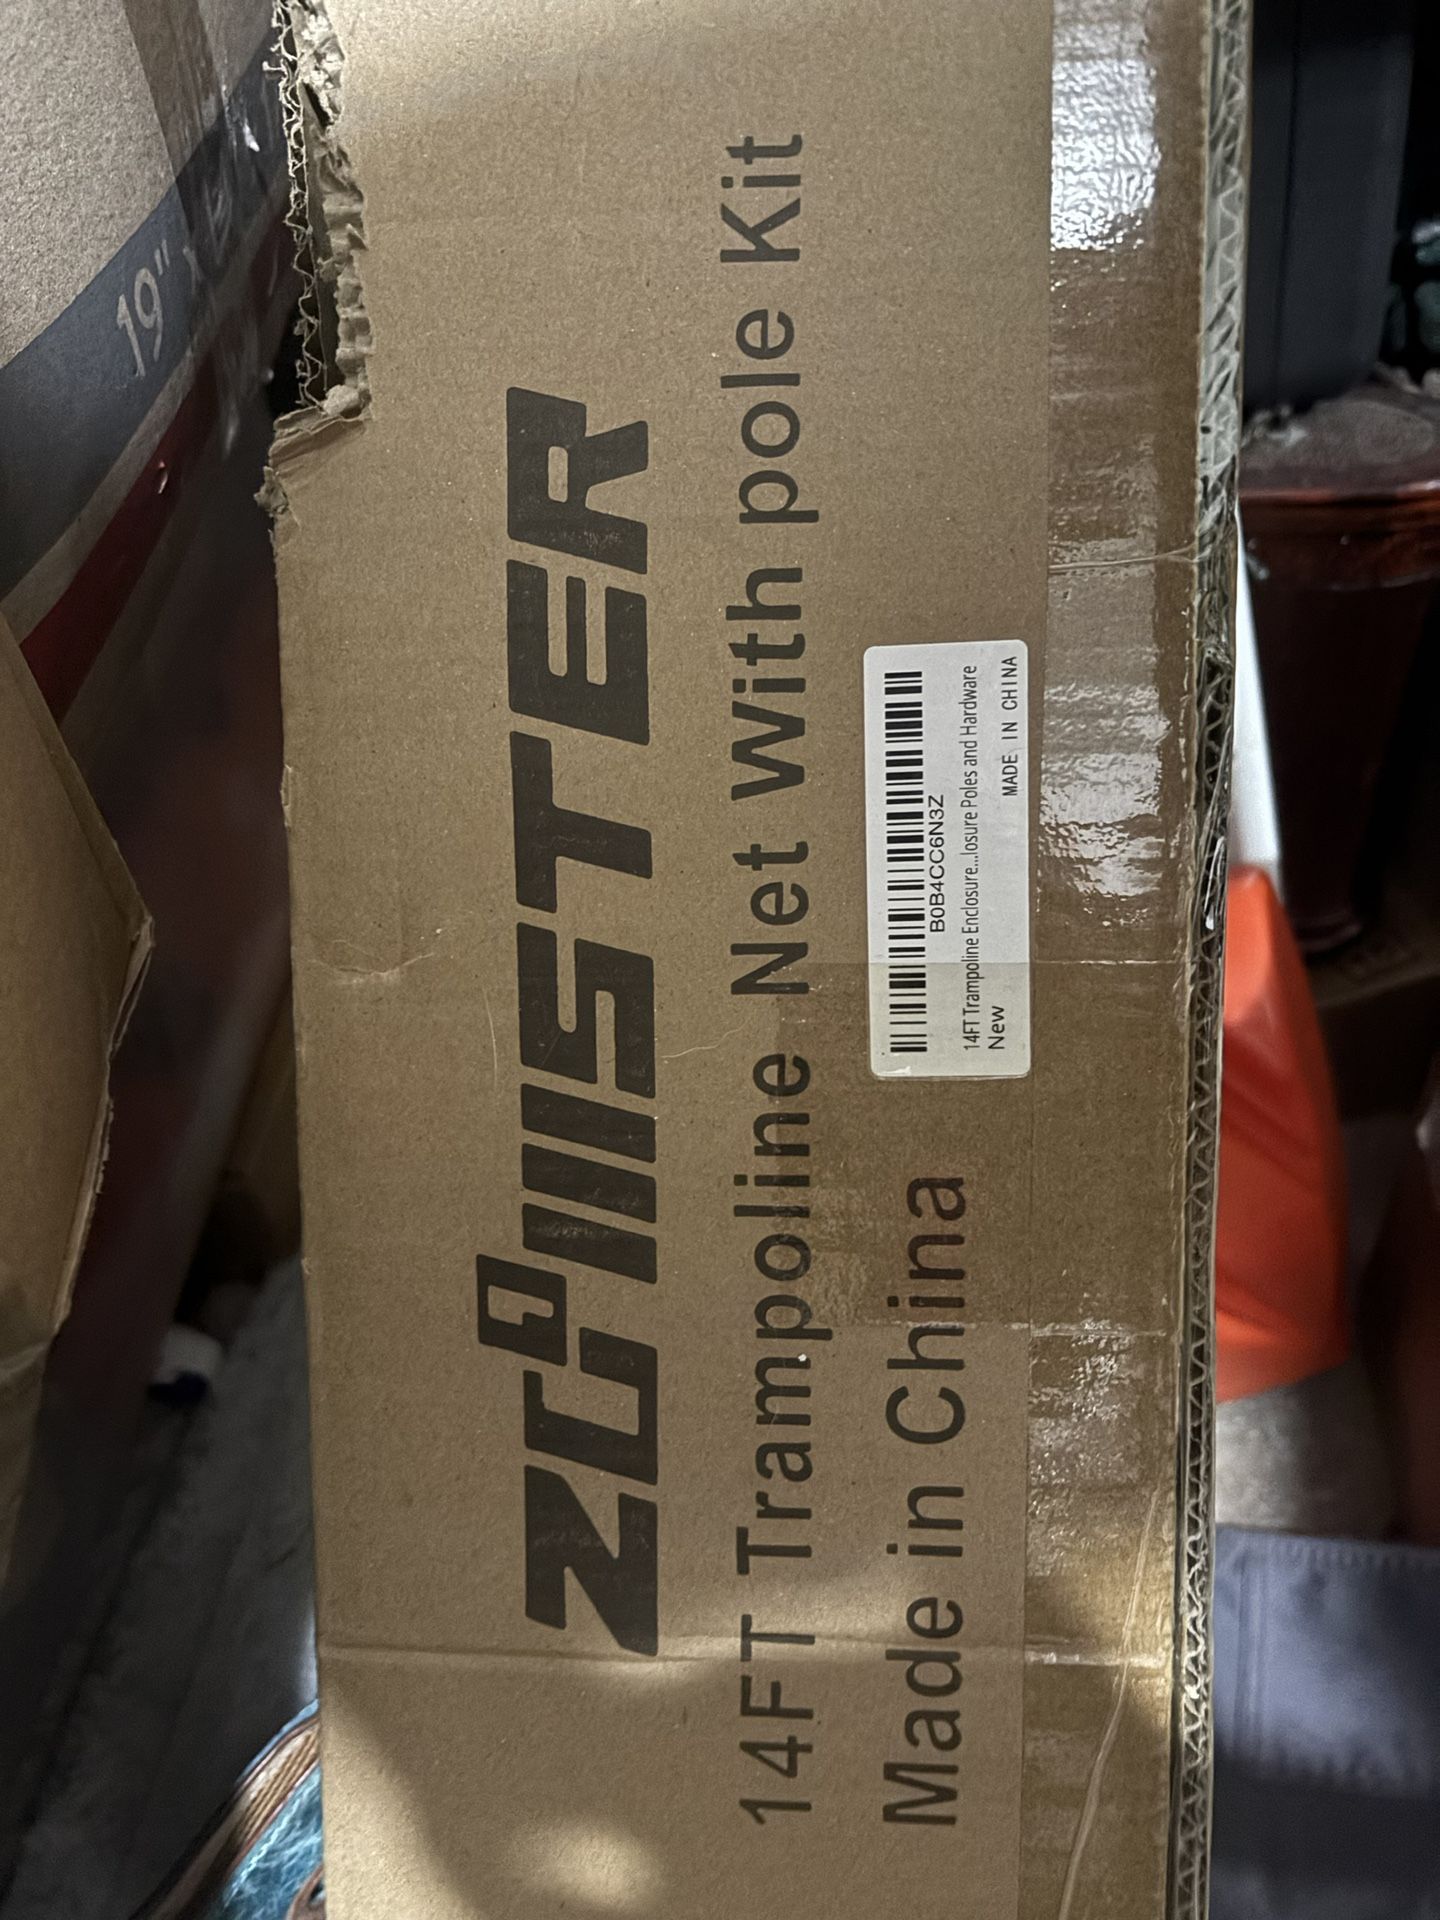 ZCIISTER
14FT Trampoline Net With pole Kit
Made in China
B0B4CC6N3Z
14FT Trampoline Enclosure...losure Poles and Hardware
New
MADE IN CHINA
19"